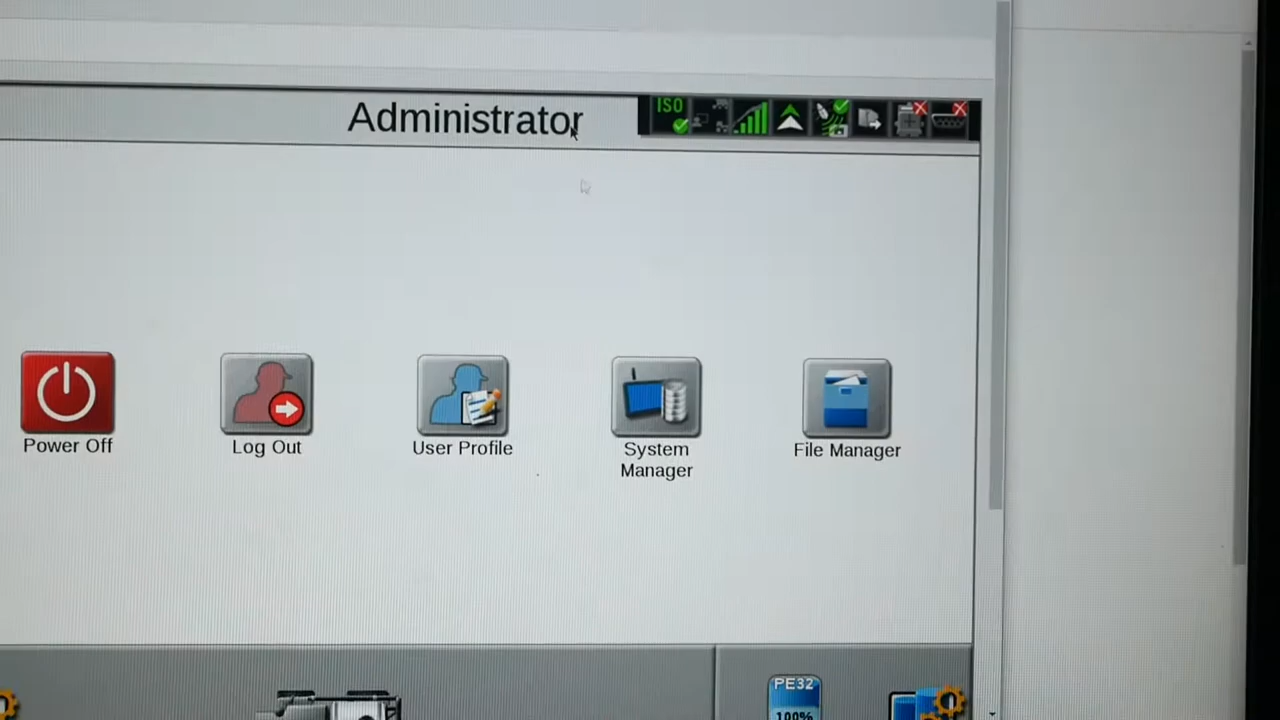 Administrator
ISO
Power Off
Log Out
User Profile
System
Manager
File Manager
PE32
100%